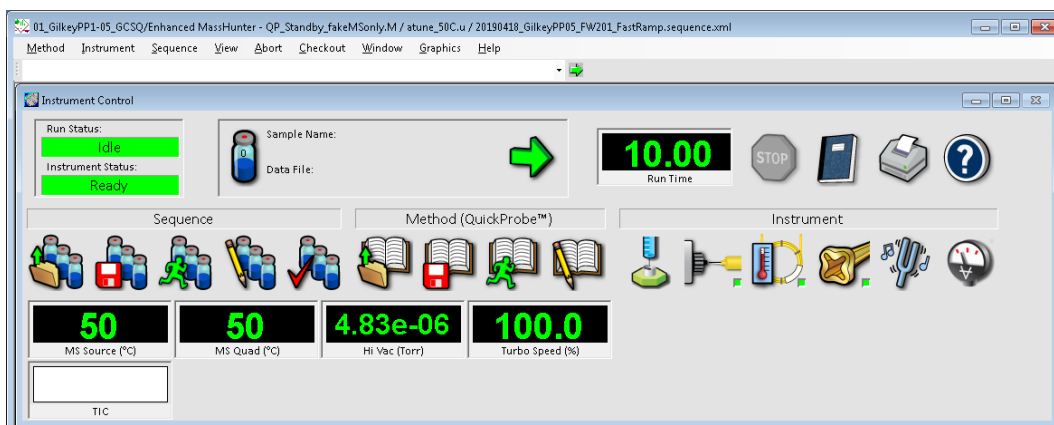 01_GilkeyPP1-05_GCSQ/Enhanced MassHunter - QP_Standby_fakeMSonly.M / atune_50C.u / 20190418_GilkeyPP05_FW201_FastRamp.sequence.xml
Method Instrument Sequence View Abort Checkout Window Graphics Help
Instrument Control
Run Status:
Idle
Instrument Status:
Ready
0
Sample Name:
Data File:
10.00
Run Time
STOP
?
Sequence
Method (QuickProbe™)
Instrument
50
MS Source (°C)
50
MS Quad (°C)
4.83e-06
Hi Vac (Torr)
100.0
Turbo Speed (%)
TIC